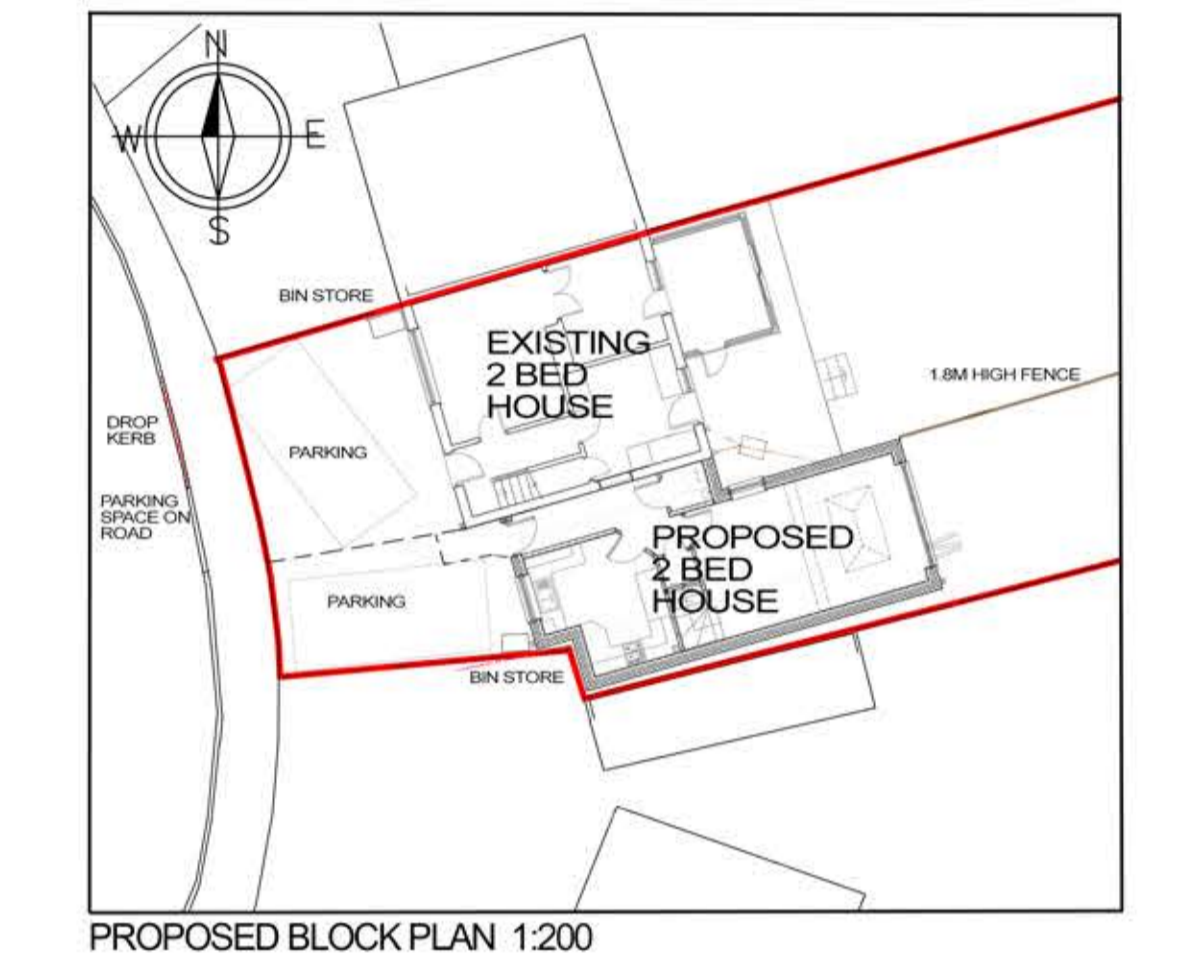 N
W E
S
BIN STORE
EXISTING
2 BED
HOUSE
1.8M HIGH FENCE
DROP
KERB
PARKING
PARKING
SPACE ON
ROAD
PROPOSED
2 BED
HOUSE
PARKING
BIN STORE
PROPOSED BLOCK PLAN 1:200